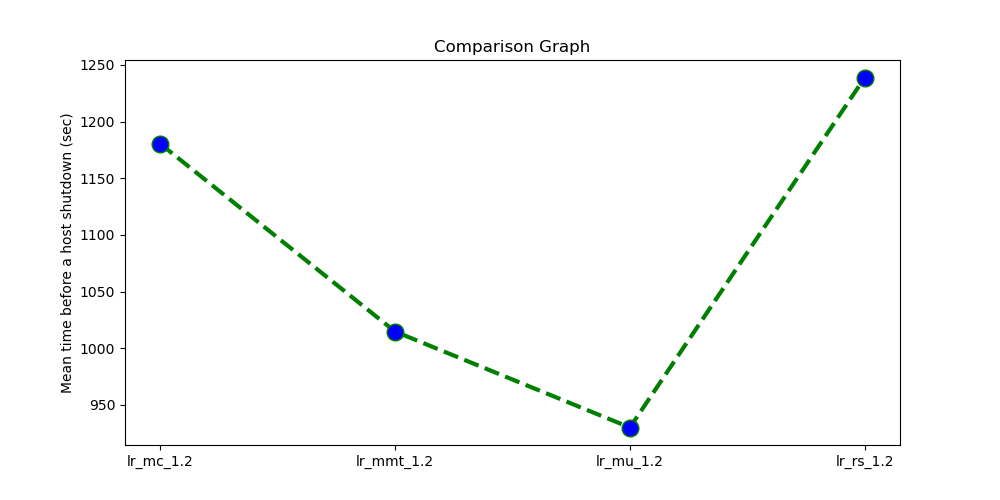 Comparison Graph
Mean time before a host shutdown (sec)
1250
1200
1150
1100
1050
1000
950
lr_mc_1.2
lr_mmt_1.2
lr_mu_1.2
lr_rs_1.2